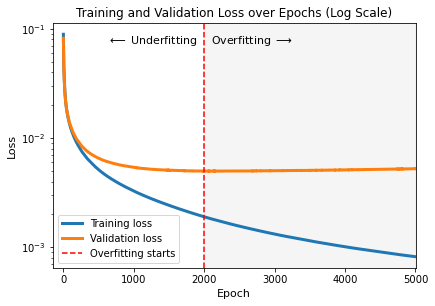 Training and Validation Loss over Epochs (Log Scale)
⟵ Underfitting
Overfitting ⟶
10⁻¹
10⁻²
10⁻³
Loss
Training loss
Validation loss
Overfitting starts
0
1000
2000
3000
4000
5000
Epoch